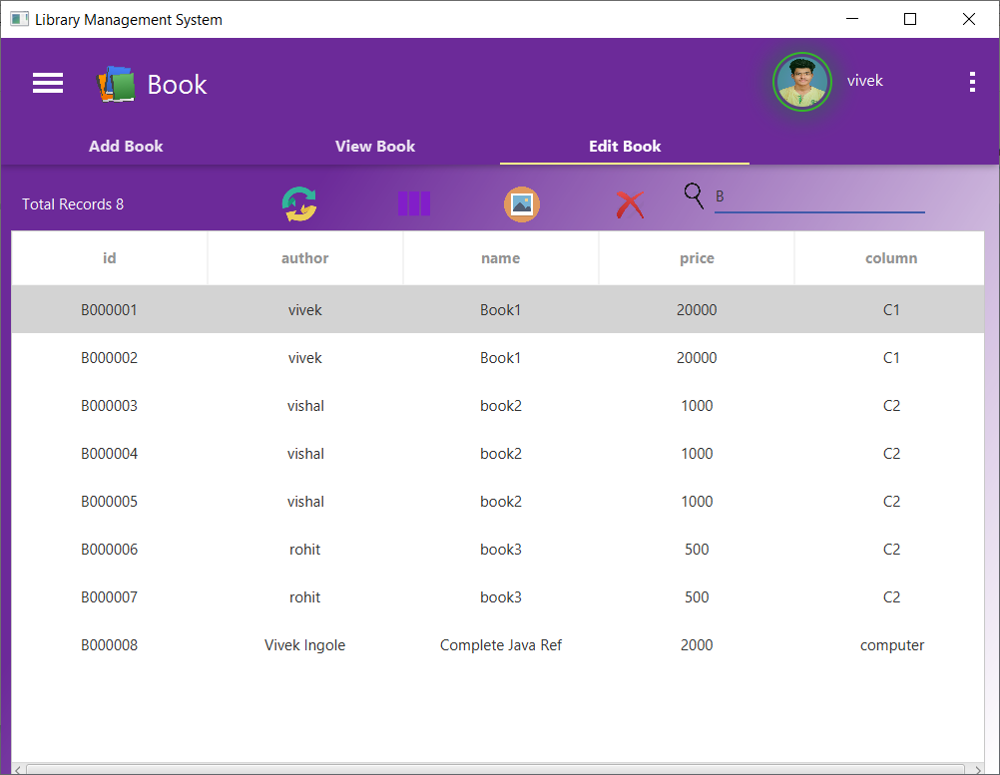 Library Management System
Book
vivek
Add Book View Book Edit Book
Total Records 8 B
id author name price column
B000001 vivek Book1 20000 C1
B000002 vivek Book1 20000 C1
B000003 vishal book2 1000 C2
B000004 vishal book2 1000 C2
B000005 vishal book2 1000 C2
B000006 rohit book3 500 C2
B000007 rohit book3 500 C2
B000008 Vivek Ingole Complete Java Ref 2000 computer